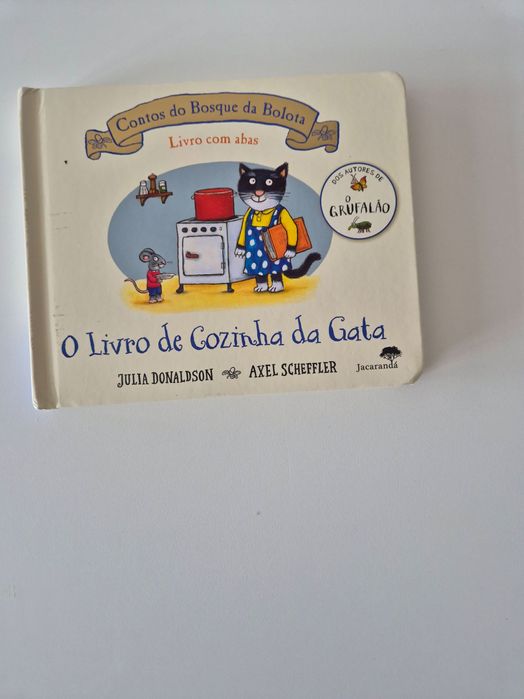 Contos do Bosque da Bolota
Livro com abas
DOS AUTORES DE
O
GRUFALÃO
O Livro de Cozinha da Gata
JULIA DONALDSON AXEL SCHEFFLER
Jacarandá